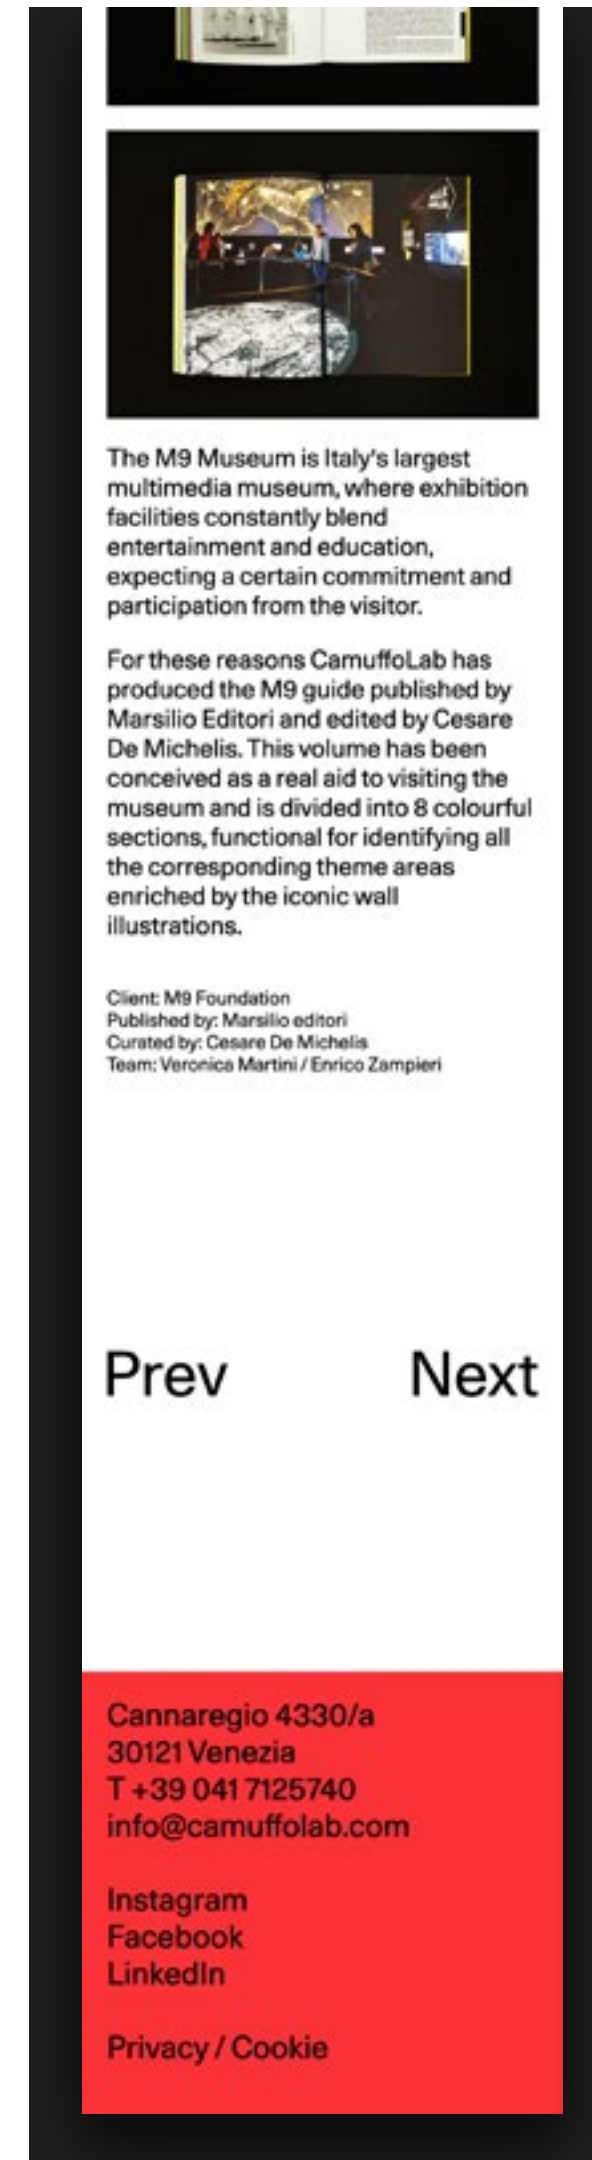 The M9 Museum is Italy's largest
multimedia museum, where exhibition
facilities constantly blend
entertainment and education,
expecting a certain commitment and
participation from the visitor.
For these reasons CamuffoLab has
produced the M9 guide published by
Marsilio Editori and edited by Cesare
De Michelis. This volume has been
conceived as a real aid to visiting the
museum and is divided into 8 colourful
sections, functional for identifying all
the corresponding theme areas
enriched by the iconic wall
illustrations.
Client: M9 Foundation
Published by: Marsilio editori
Curated by: Cesare De Michelis
Team: Veronica Martini / Enrico Zampieri
Prev Next
Cannaregio 4330/a
30121 Venezia
T +39 041 7125740
info@camuffolab.com
Instagram
Facebook
LinkedIn
Privacy / Cookie